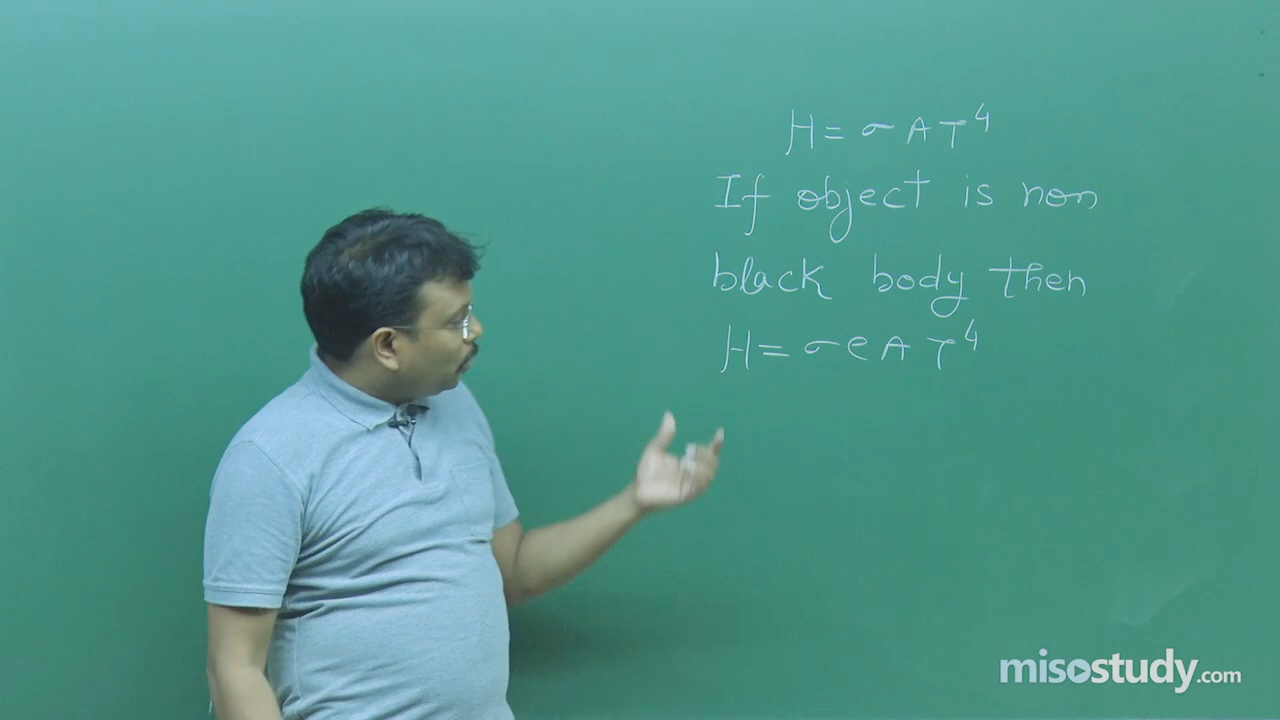 H = σ A T⁴
If object is non
black body then
H = σ e A T⁴
misostudy.com